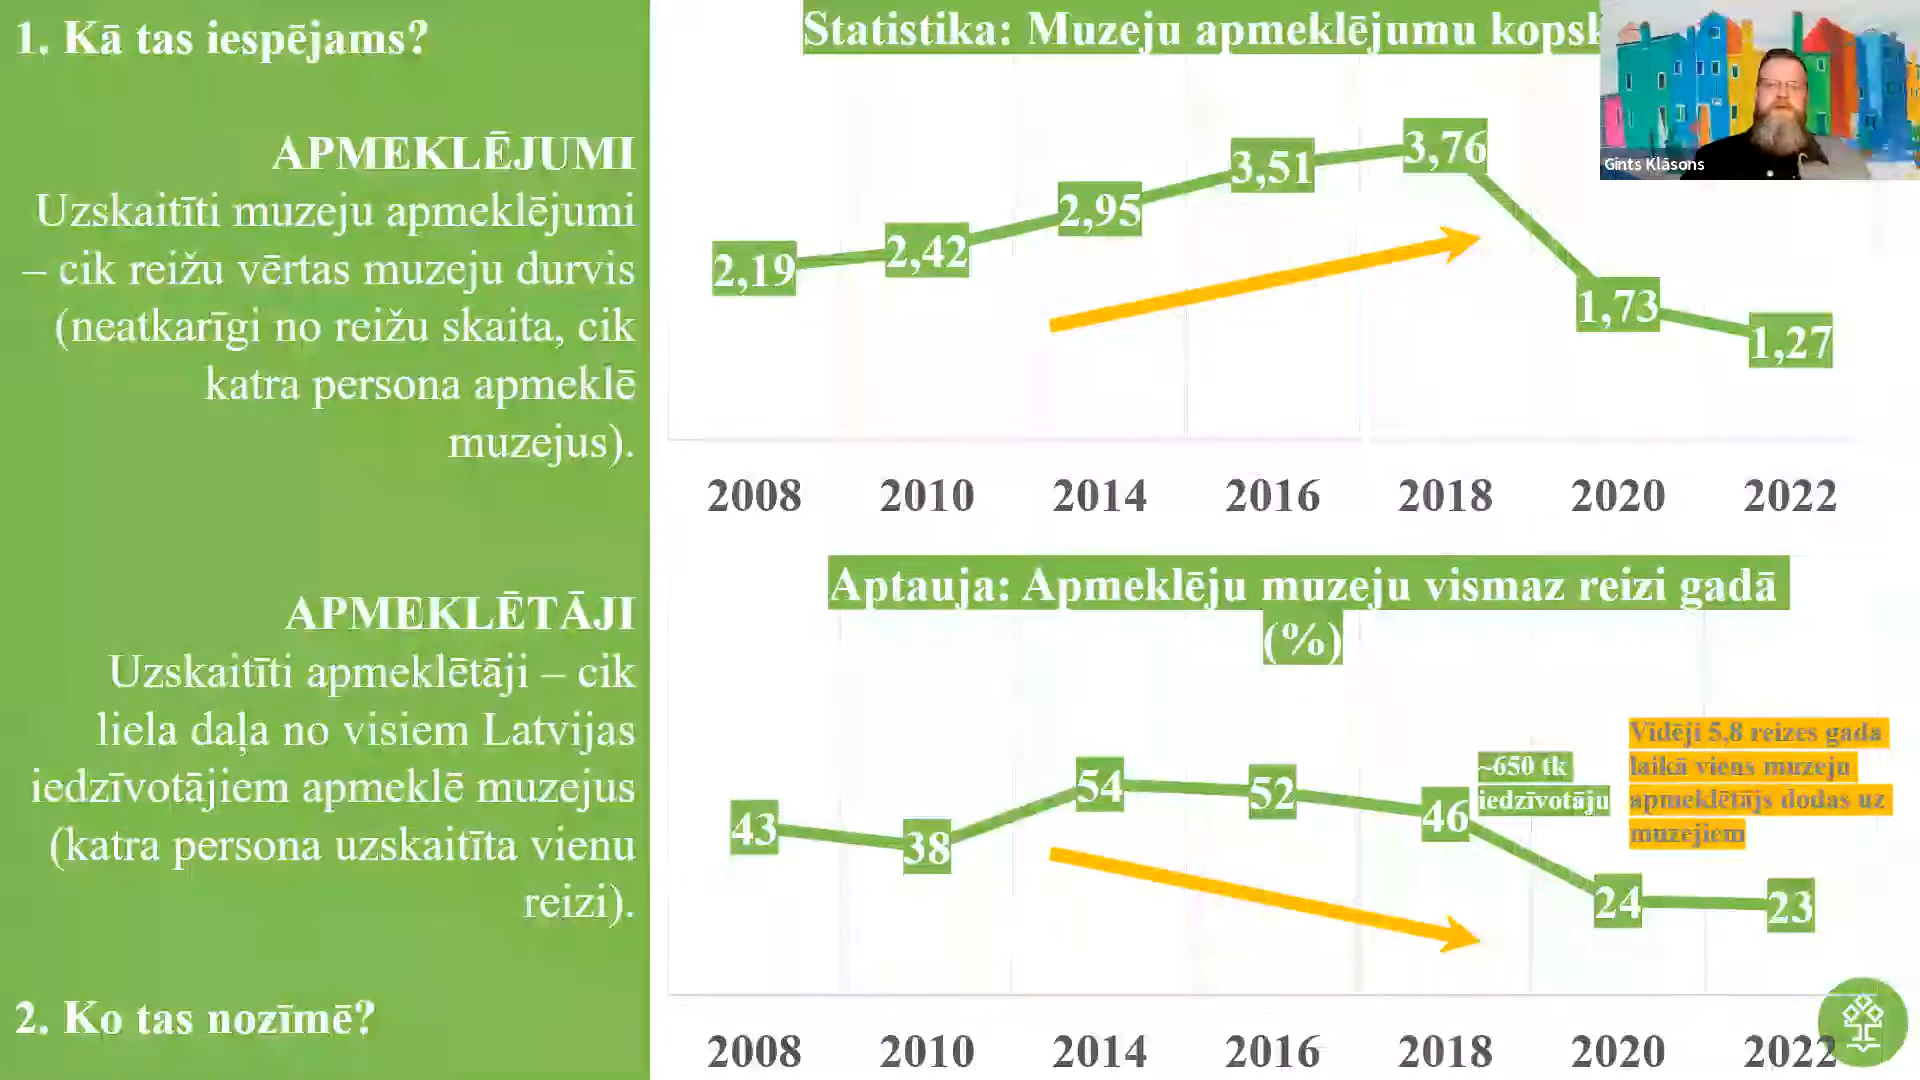 1. Kā tas iespējams?
APMEKLĒJUMI
Uzskaitīti muzeju apmeklējumi
– cik reižu vērtas muzeju durvis
(neatkarīgi no reižu skaita, cik
katra persona apmeklē
muzejus).
APMEKLĒTĀJI
Uzskaitīti apmeklētāji – cik
liela daļa no visiem Latvijas
iedzīvotājiem apmeklē muzejus
(katra persona uzskaitīta vienu
reizi).
2. Ko tas nozīmē?
Statistika: Muzeju apmeklējumu
Gints Klāsons
2,19
2,42
2,95
3,51
3,76
1,73
1,27
2008 2010 2014 2016 2018 2020 2022
Aptauja: Apmeklēju muzeju vismaz reizi gadā
(%)
43
38
54
52
46
24
23
~650 tk
iedzīvotāju
Vidēji 5,8 reizes gada
laikā viens muzeju
apmeklētājs dodas uz
muzejiem
2008 2010 2014 2016 2018 2020 2022